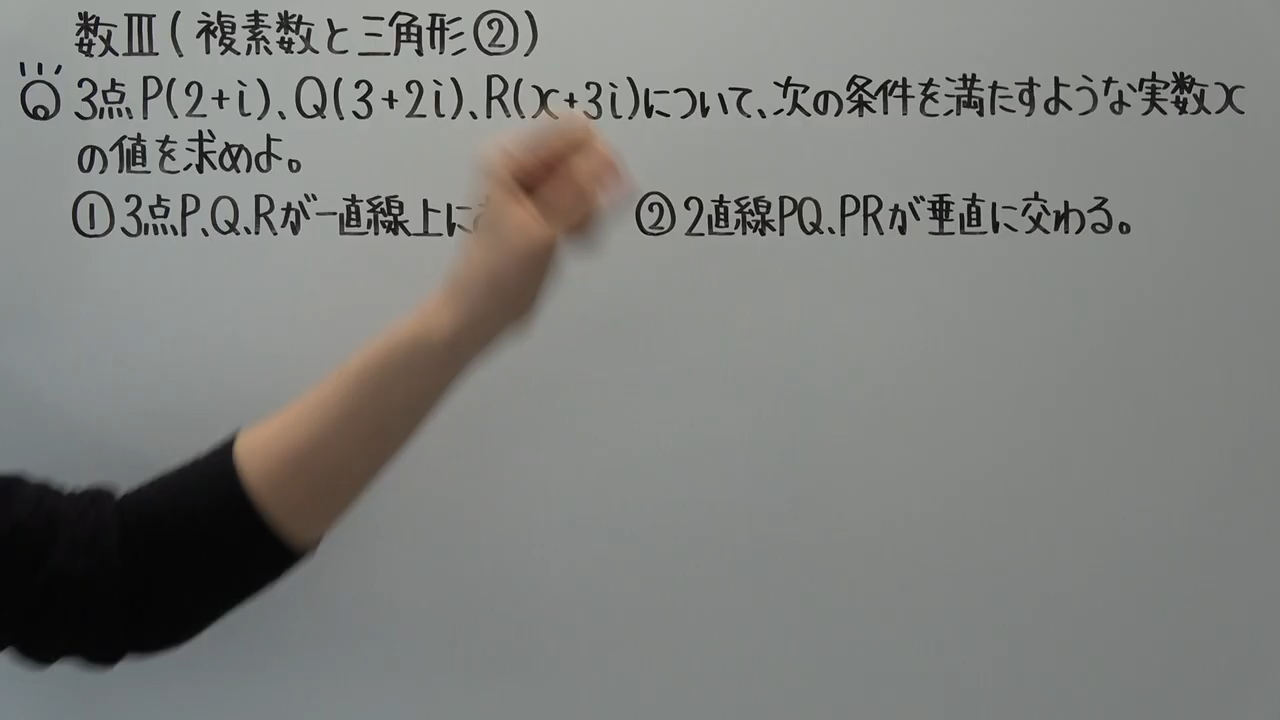 数Ⅲ(複素数と三角形②)
Q 3点P(2+i)、Q(3+2i)、R(x+3i)について、次の条件を満たすような実数x
の値を求めよ。
①3点P、Q、Rが一直線上に ②2直線PQ、PRが垂直に交わる。